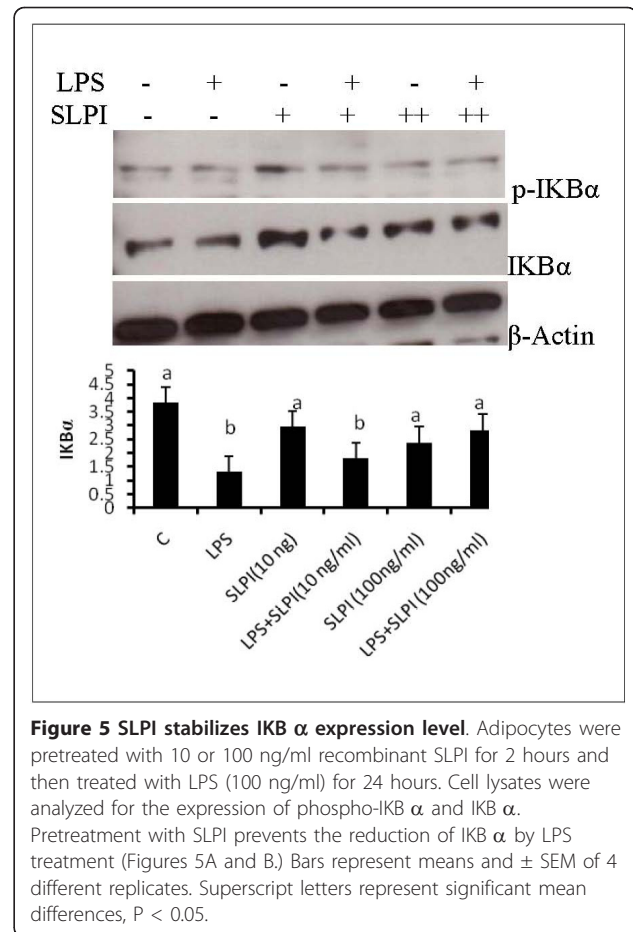 LPS - + - + - +
SLPI - - + + ++ ++
p-IKBα
IKBα
β-Actin
5
4.5
4
3.5
3
2.5
2
1.5
1
0.5
0
IKBα
a b a b a a
C LPS SLPI(10 ng) LPS+SLPI(10 ng/ml) SLPI (100ng/ml) LPS+SLPI (100ng/ml)
Figure 5 SLPI stabilizes IKB α expression level. Adipocytes were
pretreated with 10 or 100 ng/ml recombinant SLPI for 2 hours and
then treated with LPS (100 ng/ml) for 24 hours. Cell lysates were
analyzed for the expression of phospho-IKB α and IKB α.
Pretreatment with SLPI prevents the reduction of IKB α by LPS
treatment (Figures 5A and B.) Bars represent means and ± SEM of 4
different replicates. Superscript letters represent significant mean
differences, P < 0.05.